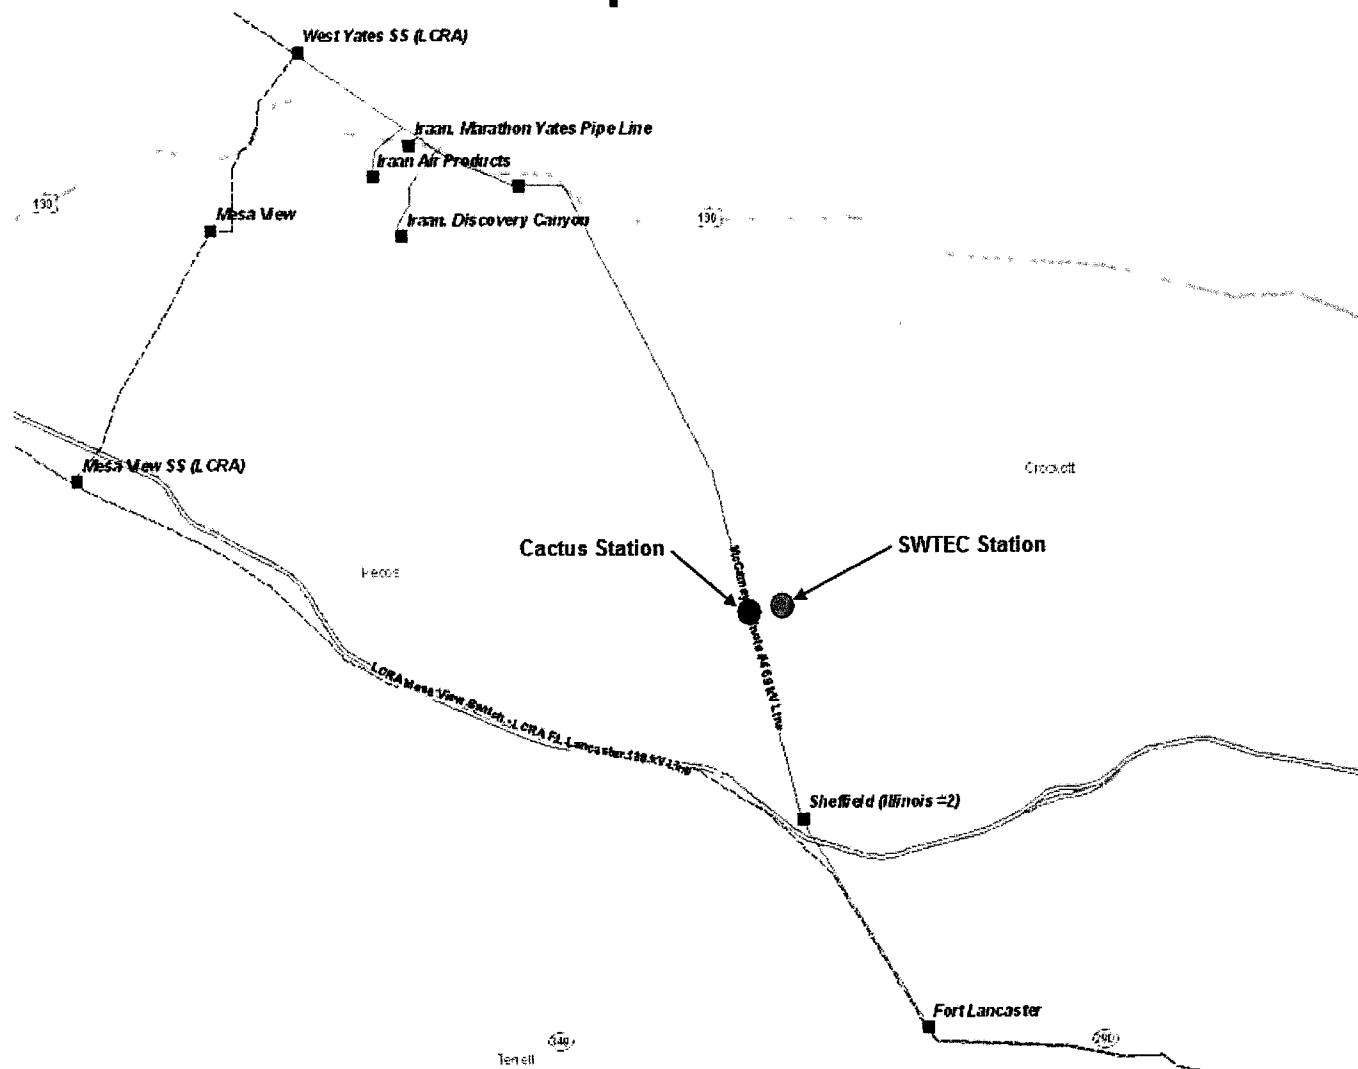 West Yates SS (LCRA)
Iraan. Marathon Yates Pipe Line
Iraan Air Products
190
Mesa View
Iraan. Discovery Canyon
190
Mesa View SS (LCRA)
Crockett
Cactus Station
SWTEC Station
Pecos
LCRA Mesa View Switch - LCRA Ft. Lancaster 138 kV Line
69 kV Line
Sheffield (Illinois #2)
Fort Lancaster
349
290
Terrell